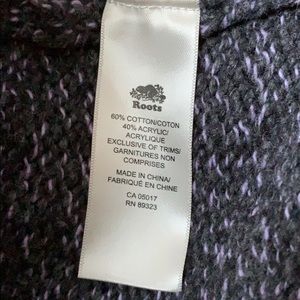 Roots
60% COTTON/COTON
40% ACRYLIC/
ACRYLIQUE
EXCLUSIVE OF TRIMS/
GARNITURES NON
COMPRISES
MADE IN CHINA/
FABRIQUÉ EN CHINE
CA 05017
RN 89323